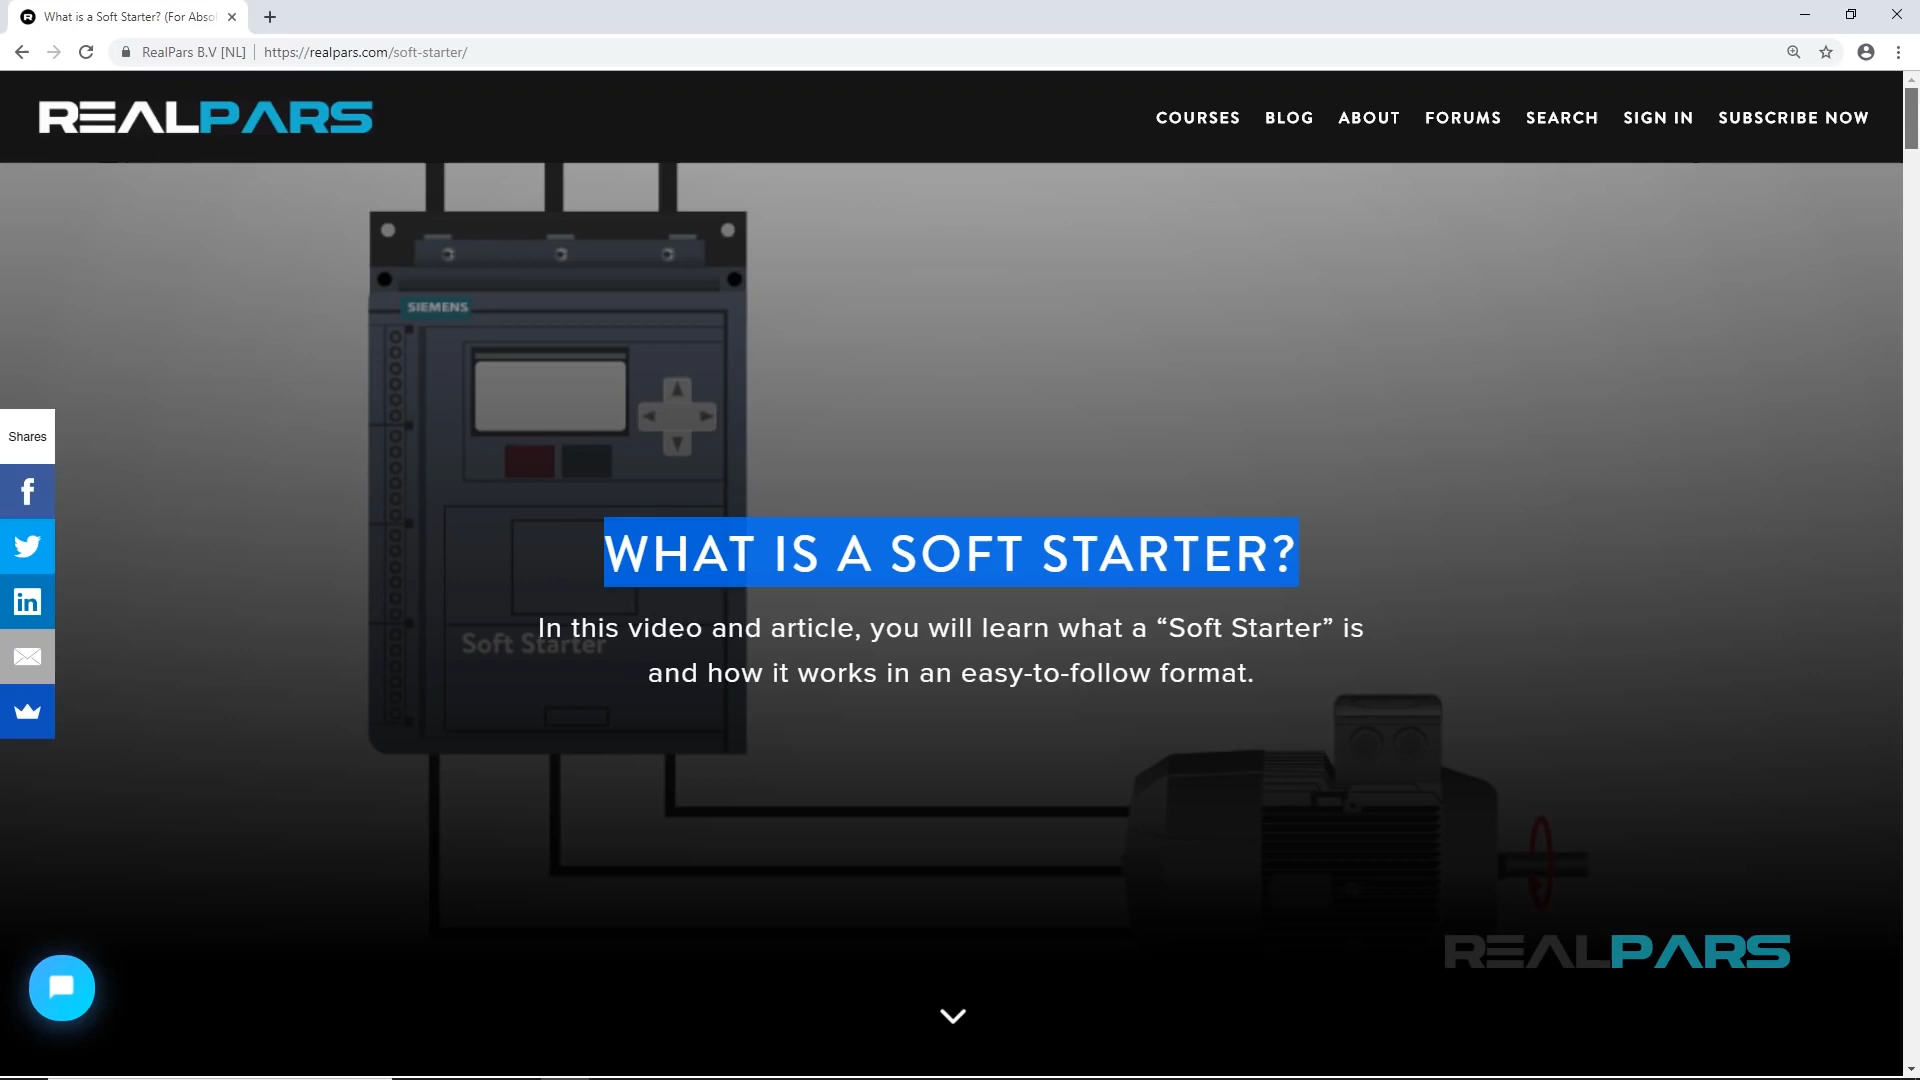 What is a Soft Starter? (For Absol
RealPars B.V [NL] https://realpars.com/soft-starter/
REALPARS
COURSES BLOG ABOUT FORUMS SEARCH SIGN IN SUBSCRIBE NOW
SIEMENS
Shares
WHAT IS A SOFT STARTER?
In this video and article, you will learn what a “Soft Starter” is
Soft Starter
and how it works in an easy-to-follow format.
REALPARS